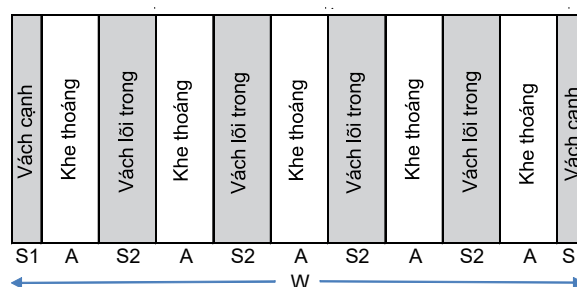 Vách cạnh
Khe thoáng
Vách lõi trong
Khe thoáng
Vách lõi trong
Khe thoáng
Vách lõi trong
Khe thoáng
Vách lõi trong
Khe thoáng
Vách cạnh
S1 A S2 A S2 A S2 A S2 A S
W